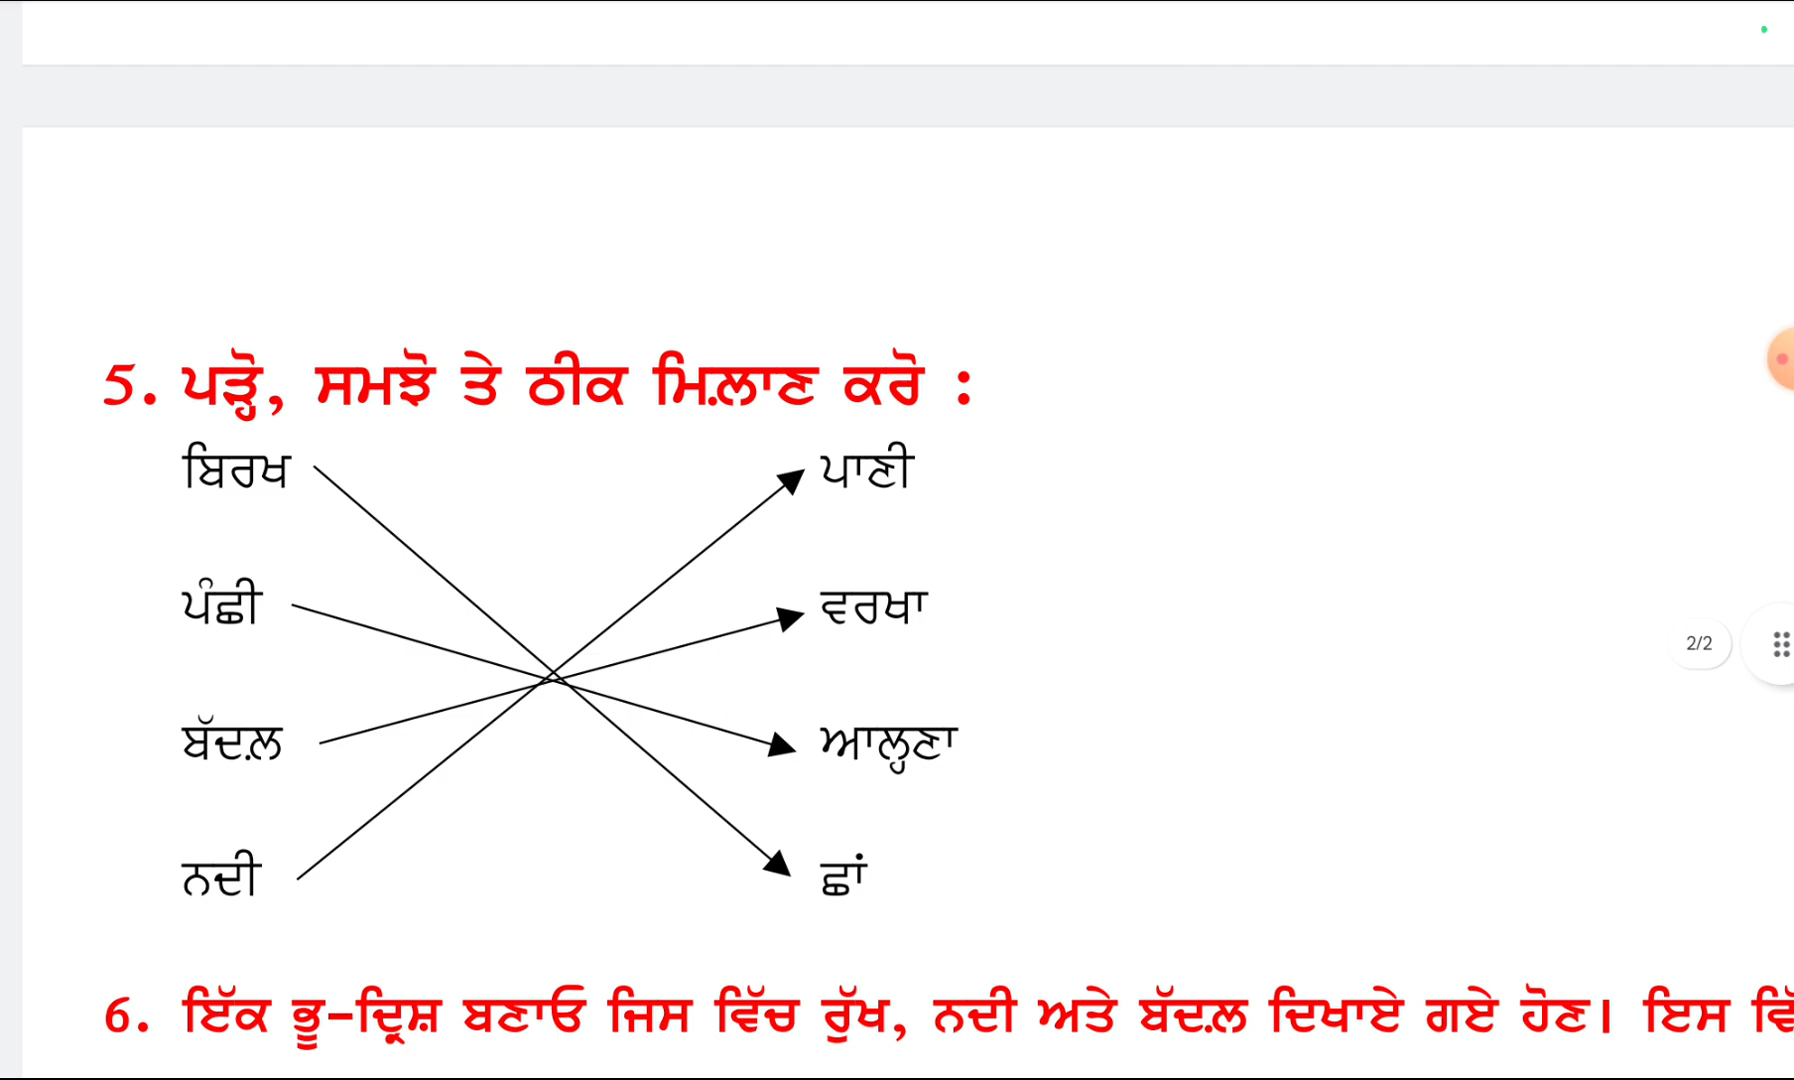 5. ਪੜ੍ਹੋ, ਸਮਝੋ ਤੇ ਠੀਕ ਮਿਲਾਣ ਕਰੋ :
ਬਿਰਖ ਪਾਣੀ
ਪੰਛੀ ਵਰਖਾ
ਬੱਦਲ਼ ਆਲ੍ਹਣਾ
ਨਦੀ ਛਾਂ
2/2
6. ਇੱਕ ਭੂ-ਦ੍ਰਿਸ਼ ਬਣਾਓ ਜਿਸ ਵਿੱਚ ਰੁੱਖ, ਨਦੀ ਅਤੇ ਬੱਦਲ਼ ਦਿਖਾਏ ਗਏ ਹੋਣ। ਇਸ